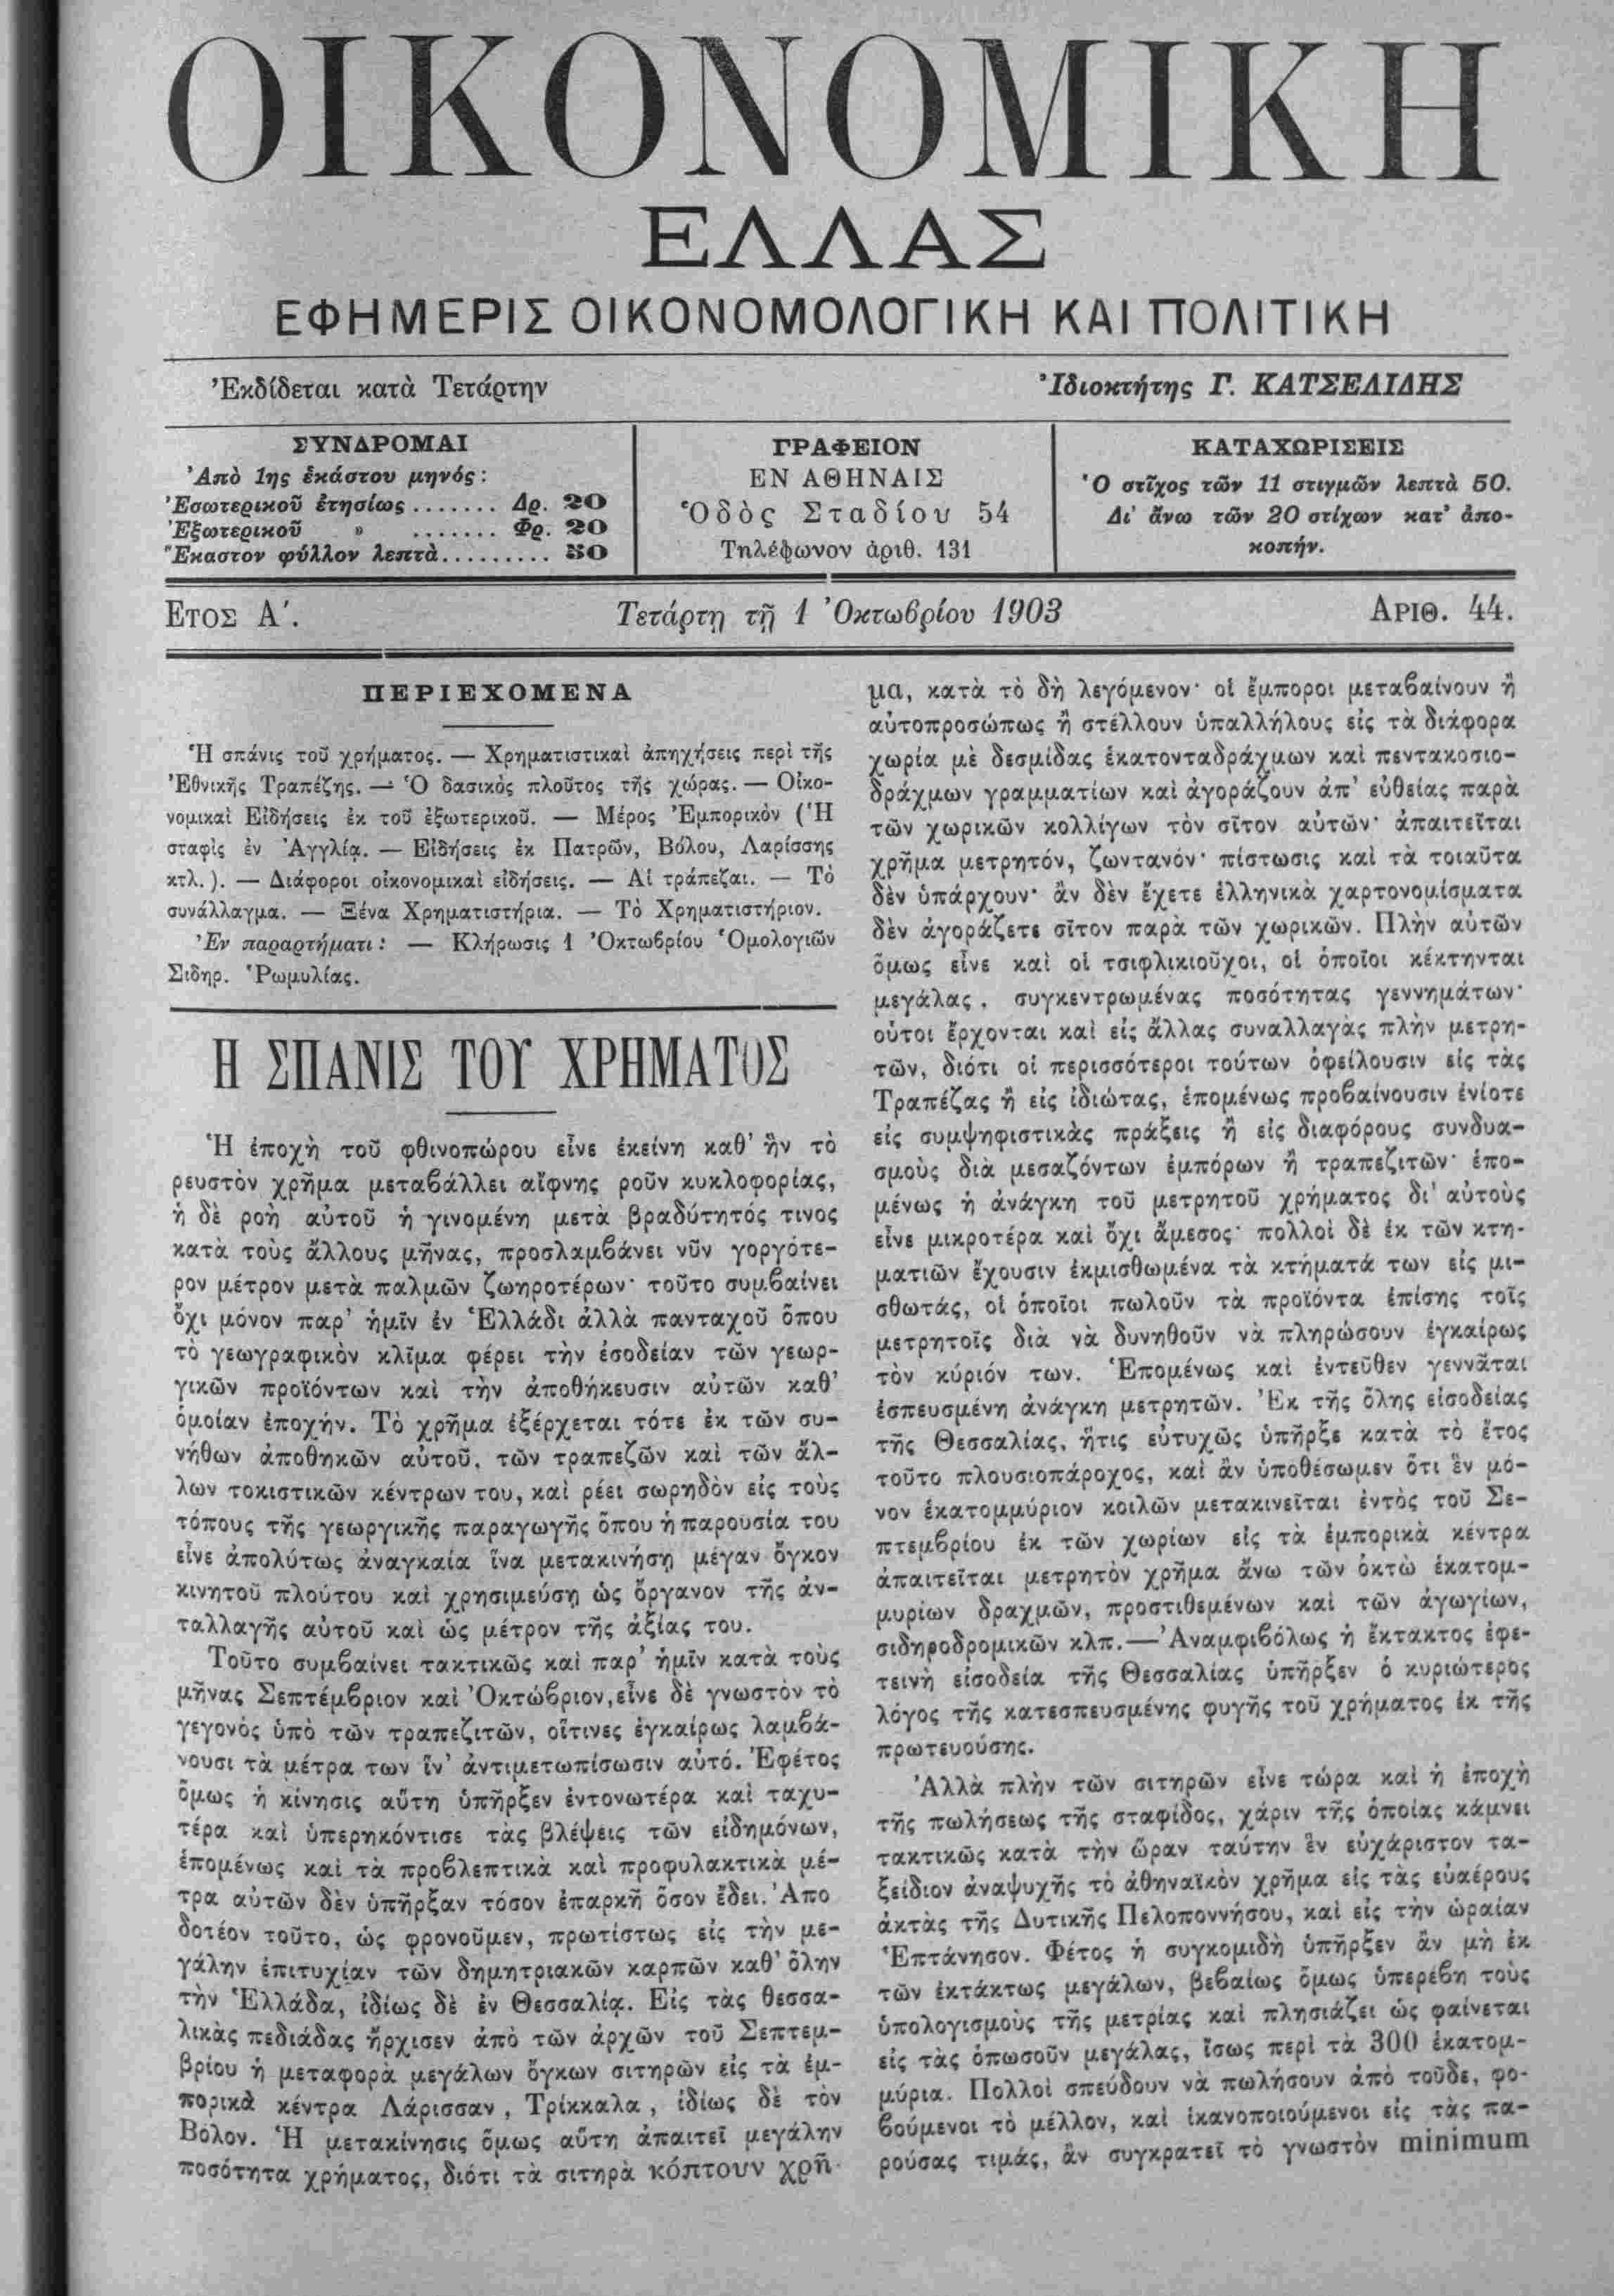 ΟΙΚΟΝΟΜΙΚΗ
ΕΛΛΑΣ
ΕΦΗΜΕΡΙΣ ΟΙΚΟΝΟΜΟΛΟΓΙΚΗ ΚΑΙ ΠΟΛΙΤΙΚΗ
Ἐκδίδεται κατὰ Τετάρτην
Ἰδιοκτήτης Γ. ΚΑΤΣΕΛΙΔΗΣ
ΣΥΝΔΡΟΜΑΙ
Ἀπὸ 1ης ἑκάστου μηνός:
Ἐσωτερικοῦ ἐτησίως ....... Δρ. 20
Ἐξωτερικοῦ » ....... Φρ. 20
Ἕκαστον φύλλον λεπτὰ.......... 50
ΓΡΑΦΕΙΟΝ
ΕΝ ΑΘΗΝΑΙΣ
Ὁδὸς Σταδίου 54
Τηλέφωνον ἀριθ. 131
ΚΑΤΑΧΩΡΙΣΕΙΣ
Ὁ στῖχος τῶν 11 στιγμῶν λεπτὰ 50.
Δι' ἄνω τῶν 20 στίχων κατ' ἀπο-
κοπήν.
ΕΤΟΣ Α΄.
Τετάρτῃ τῇ 1 Ὀκτωβρίου 1903
ΑΡΙΘ. 44.
ΠΕΡΙΕΧΟΜΕΝΑ
Ἡ σπάνις τοῦ χρήματος. — Χρηματιστικαὶ ἀπηχήσεις περὶ τῆς
Ἐθνικῆς Τραπέζης. — Ὁ δασικὸς πλοῦτος τῆς χώρας. — Οἰκο-
νομικαὶ Εἰδήσεις ἐκ τοῦ ἐξωτερικοῦ. — Μέρος Ἐμπορικὸν (Ἡ
σταφὶς ἐν Ἀγγλίᾳ. — Εἰδήσεις ἐκ Πατρῶν, Βόλου, Λαρίσσης
κτλ.). — Διάφοροι οἰκονομικαὶ εἰδήσεις. — Αἱ τράπεζαι. — Τὸ
συνάλλαγμα. — Ξένα Χρηματιστήρια. — Τὸ Χρηματιστήριον.
Ἐν παραρτήματι: — Κλήρωσις 1 Ὀκτωβρίου Ὁμολογιῶν
Σιδηρ. Ῥωμυλίας.
Η ΣΠΑΝΙΣ ΤΟΥ ΧΡΗΜΑΤΟΣ
Ἡ ἐποχὴ τοῦ φθινοπώρου εἶνε ἐκείνη καθ' ἣν τὸ
ρευστὸν χρῆμα μεταβάλλει αἴφνης ροῦν κυκλοφορίας,
ἡ δὲ ροὴ αὐτοῦ ἡ γινομένη μετὰ βραδύτητός τινος
κατὰ τοὺς ἄλλους μῆνας, προσλαμβάνει νῦν γοργότε-
ρον μέτρον μετὰ παλμῶν ζωηροτέρων· τοῦτο συμβαίνει
ὄχι μόνον παρ' ἡμῖν ἐν Ἑλλάδι ἀλλὰ πανταχοῦ ὅπου
τὸ γεωγραφικὸν κλῖμα φέρει τὴν ἐσοδείαν τῶν γεωρ-
γικῶν προϊόντων καὶ τὴν ἀποθήκευσιν αὐτῶν καθ'
ὁμοίαν ἐποχήν. Τὸ χρῆμα ἐξέρχεται τότε ἐκ τῶν συ-
νήθων ἀποθηκῶν αὐτοῦ, τῶν τραπεζῶν καὶ τῶν ἄλ-
λων τοκιστικῶν κέντρων του, καὶ ρέει σωρηδὸν εἰς τοὺς
τόπους τῆς γεωργικῆς παραγωγῆς ὅπου ἡ παρουσία του
εἶνε ἀπολύτως ἀναγκαία ἵνα μετακινήσῃ μέγαν ὄγκον
κινητοῦ πλούτου καὶ χρησιμεύσῃ ὡς ὄργανον τῆς ἀν-
ταλλαγῆς αὐτοῦ καὶ ὡς μέτρον τῆς ἀξίας του.
Τοῦτο συμβαίνει τακτικῶς καὶ παρ' ἡμῖν κατὰ τοὺς
μῆνας Σεπτέμβριον καὶ Ὀκτώβριον, εἶνε δὲ γνωστὸν τὸ
γεγονὸς ὑπὸ τῶν τραπεζιτῶν, οἵτινες ἐγκαίρως λαμβά-
νουσι τὰ μέτρα των ἵν' ἀντιμετωπίσωσιν αὐτό. Ἐφέτος
ὅμως ἡ κίνησις αὕτη ὑπῆρξεν ἐντονωτέρα καὶ ταχυ-
τέρα καὶ ὑπερηκόντισε τὰς βλέψεις τῶν εἰδημόνων,
ἑπομένως καὶ τὰ προβλεπτικὰ καὶ προφυλακτικὰ μέ-
τρα αὐτῶν δὲν ὑπῆρξαν τόσον ἐπαρκῆ ὅσον ἔδει. Ἀπο
δοτέον τοῦτο, ὡς φρονοῦμεν, πρωτίστως εἰς τὴν με-
γάλην ἐπιτυχίαν τῶν δημητριακῶν καρπῶν καθ' ὅλην
τὴν Ἑλλάδα, ἰδίως δὲ ἐν Θεσσαλίᾳ. Εἰς τὰς θεσσα-
λικὰς πεδιάδας ἤρχισεν ἀπὸ τῶν ἀρχῶν τοῦ Σεπτεμ-
βρίου ἡ μεταφορὰ μεγάλων ὄγκων σιτηρῶν εἰς τὰ ἐμ-
πορικὰ κέντρα Λάρισσαν, Τρίκκαλα, ἰδίως δὲ τὸν
Βόλον. Ἡ μετακίνησις ὅμως αὕτη ἀπαιτεῖ μεγάλην
ποσότητα χρήματος, διότι τὰ σιτηρὰ κόπτουν χρῆ-
μα, κατὰ τὸ δὴ λεγόμενον· οἱ ἔμποροι μεταβαίνουν ἢ
αὐτοπροσώπως ἢ στέλλουν ὑπαλλήλους εἰς τὰ διάφορα
χωρία μὲ δεσμίδας ἑκατονταδράχμων καὶ πεντακοσιο-
δράχμων γραμματίων καὶ ἀγοράζουν ἀπ' εὐθείας παρὰ
τῶν χωρικῶν κολλίγων τὸν σῖτον αὐτῶν· ἀπαιτεῖται
χρῆμα μετρητόν, ζωντανόν· πίστωσις καὶ τὰ τοιαῦτα
δὲν ὑπάρχουν· ἂν δὲν ἔχετε ἑλληνικὰ χαρτονομίσματα
δὲν ἀγοράζετε σῖτον παρὰ τῶν χωρικῶν. Πλὴν αὐτῶν
ὅμως εἶνε καὶ οἱ τσιφλικιοῦχοι, οἱ ὁποῖοι κέκτηνται
μεγάλας, συγκεντρωμένας ποσότητας γεννημάτων·
οὗτοι ἔρχονται καὶ εἰς ἄλλας συναλλαγὰς πλὴν μετρη-
τῶν, διότι οἱ περισσότεροι τούτων ὀφείλουσιν εἰς τὰς
Τραπέζας ἢ εἰς ἰδιώτας, ἑπομένως προβαίνουσιν ἐνίοτε
εἰς συμψηφιστικὰς πράξεις ἢ εἰς διαφόρους συνδυα-
σμοὺς διὰ μεσαζόντων ἐμπόρων ἢ τραπεζιτῶν· ἑπο-
μένως ἡ ἀνάγκη τοῦ μετρητοῦ χρήματος δι' αὐτοὺς
εἶνε μικροτέρα καὶ ὄχι ἄμεσος· πολλοὶ δὲ ἐκ τῶν κτη-
ματιῶν ἔχουσιν ἐκμισθωμένα τὰ κτήματά των εἰς μι-
σθωτάς, οἱ ὁποῖοι πωλοῦν τὰ προϊόντα ἐπίσης τοῖς
μετρητοῖς διὰ νὰ δυνηθοῦν νὰ πληρώσουν ἐγκαίρως
τὸν κύριόν των. Ἑπομένως καὶ ἐντεῦθεν γεννᾶται
ἐσπευσμένη ἀνάγκη μετρητῶν. Ἐκ τῆς ὅλης εἰσοδείας
τῆς Θεσσαλίας, ἥτις εὐτυχῶς ὑπῆρξε κατὰ τὸ ἔτος
τοῦτο πλουσιοπάροχος, καὶ ἂν ὑποθέσωμεν ὅτι ἓν μό-
νον ἑκατομμύριον κοιλῶν μετακινεῖται ἐντὸς τοῦ Σε-
πτεμβρίου ἐκ τῶν χωρίων εἰς τὰ ἐμπορικὰ κέντρα
ἀπαιτεῖται μετρητὸν χρῆμα ἄνω τῶν ὀκτὼ ἑκατομ-
μυρίων δραχμῶν, προστιθεμένων καὶ τῶν ἀγωγίων,
σιδηροδρομικῶν κλπ.—Ἀναμφιβόλως ἡ ἔκτακτος ἐφε-
τεινὴ εἰσοδεία τῆς Θεσσαλίας ὑπῆρξεν ὁ κυριώτερος
λόγος τῆς κατεσπευσμένης φυγῆς τοῦ χρήματος ἐκ τῆς
πρωτευούσης.
Ἀλλὰ πλὴν τῶν σιτηρῶν εἶνε τώρα καὶ ἡ ἐποχὴ
τῆς πωλήσεως τῆς σταφίδος, χάριν τῆς ὁποίας κάμνει
τακτικῶς κατὰ τὴν ὥραν ταύτην ἓν εὐχάριστον τα-
ξείδιον ἀναψυχῆς τὸ ἀθηναϊκὸν χρῆμα εἰς τὰς εὐαέρους
ἀκτὰς τῆς Δυτικῆς Πελοποννήσου, καὶ εἰς τὴν ὡραίαν
Ἑπτάνησον. Φέτος ἡ συγκομιδὴ ὑπῆρξεν ἂν μὴ ἐκ
τῶν ἐκτάκτως μεγάλων, βεβαίως ὅμως ὑπερέβη τοὺς
ὑπολογισμοὺς τῆς μετρίας καὶ πλησιάζει ὡς φαίνεται
εἰς τὰς ὁπωσοῦν μεγάλας, ἴσως περὶ τὰ 300 ἑκατομ-
μύρια. Πολλοὶ σπεύδουν νὰ πωλήσουν ἀπὸ τοῦδε, φο-
βούμενοι τὸ μέλλον, καὶ ἱκανοποιούμενοι εἰς τὰς πα-
ρούσας τιμάς, ἂν συγκρατεῖ τὸ γνωστὸν minimum